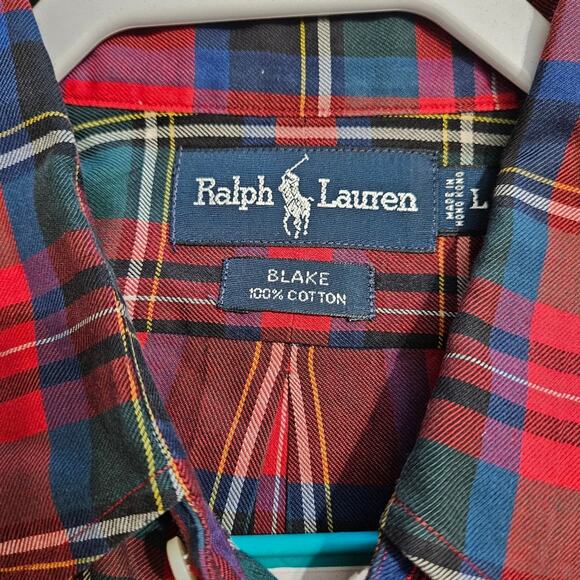 Ralph Lauren
MADE IN
HONG KONG
L
BLAKE
100% COTTON